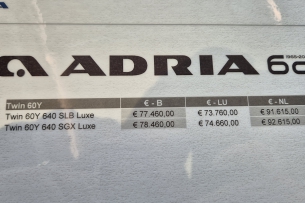 ADRIA
Twin 60Y € - B € - LU € - NL
Twin 60Y 640 SLB Luxe € 77.460,00 € 73.760,00 € 91.615,00
Twin 60Y 640 SGX Luxe € 78.460,00 € 74.660,00 € 92.615,00